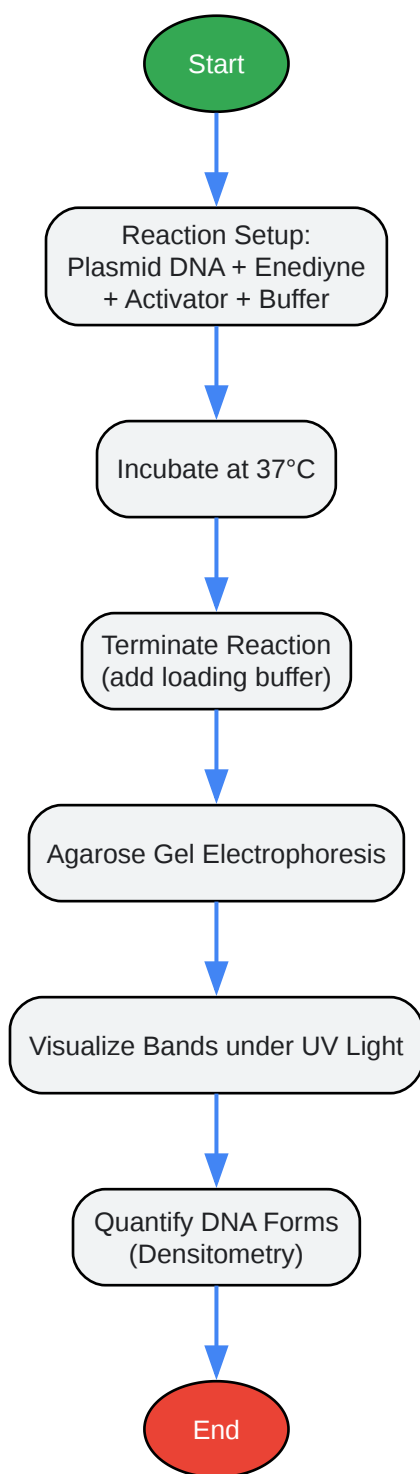 Start
Reaction Setup:
Plasmid DNA + Enediyne
+ Activator + Buffer
Incubate at 37°C
Terminate Reaction
(add loading buffer)
Agarose Gel Electrophoresis
Visualize Bands under UV Light
Quantify DNA Forms
(Densitometry)
End